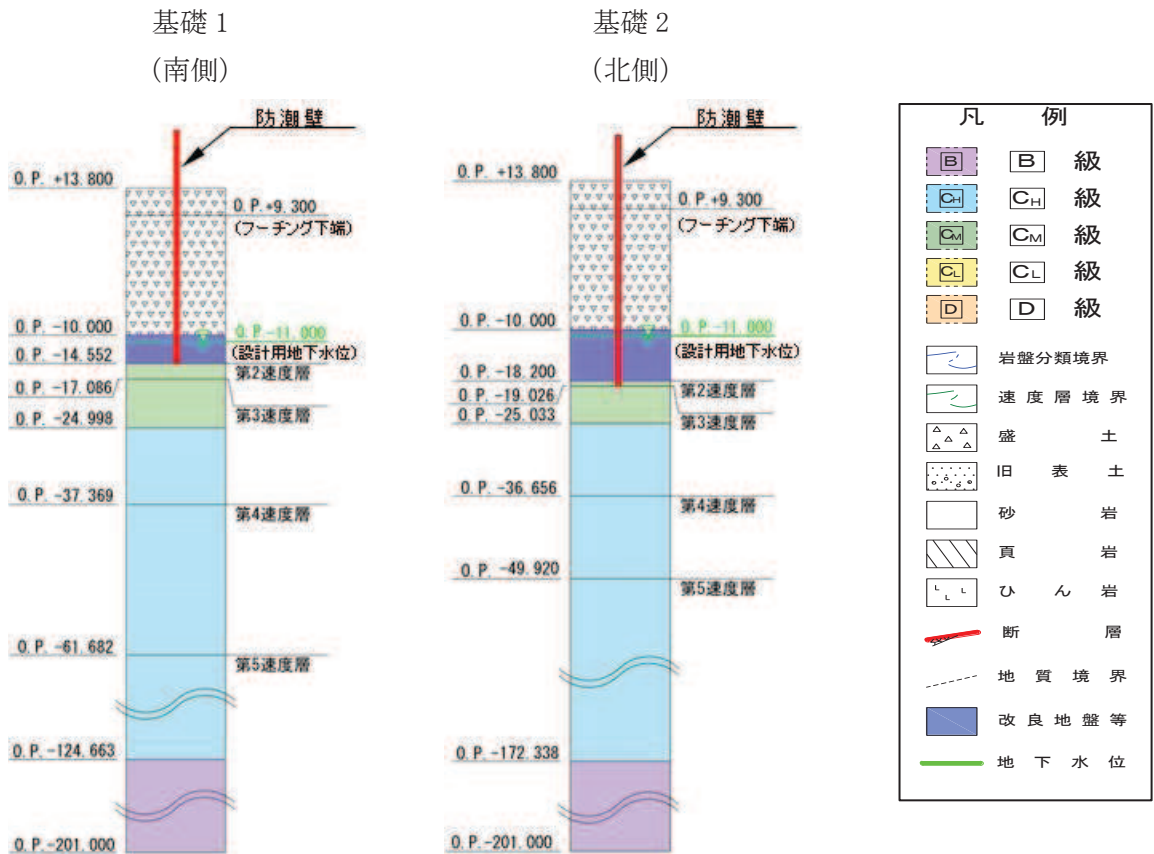 基礎 1
(南側)
防潮壁
O.P. +13.800
O.P.+9.300
(フーチング下端)
O.P. -10.000
O.P.-11.000
(設計用地下水位)
O.P. -14.552
第2速度層
O.P. -17.086
第3速度層
O.P. -24.998
O.P. -37.369
第4速度層
O.P. -61.682
第5速度層
O.P. -124.663
O.P.-201.000
基礎 2
(北側)
防潮壁
O.P. +13.800
O.P.+9.300
(フーチング下端)
O.P. -10.000
O.P.-11.000
(設計用地下水位)
O.P. -18.200
第2速度層
O.P. -19.026
第3速度層
O.P. -25.033
O.P. -36.656
第4速度層
O.P. -49.920
第5速度層
O.P. -172.338
O.P.-201.000
凡 例
B B 級
CH CH 級
CM CM 級
CL CL 級
D D 級
岩盤分類境界
速度層境界
盛土
旧表土
砂岩
頁岩
ひん岩
断層
地質境界
改良地盤等
地下水位